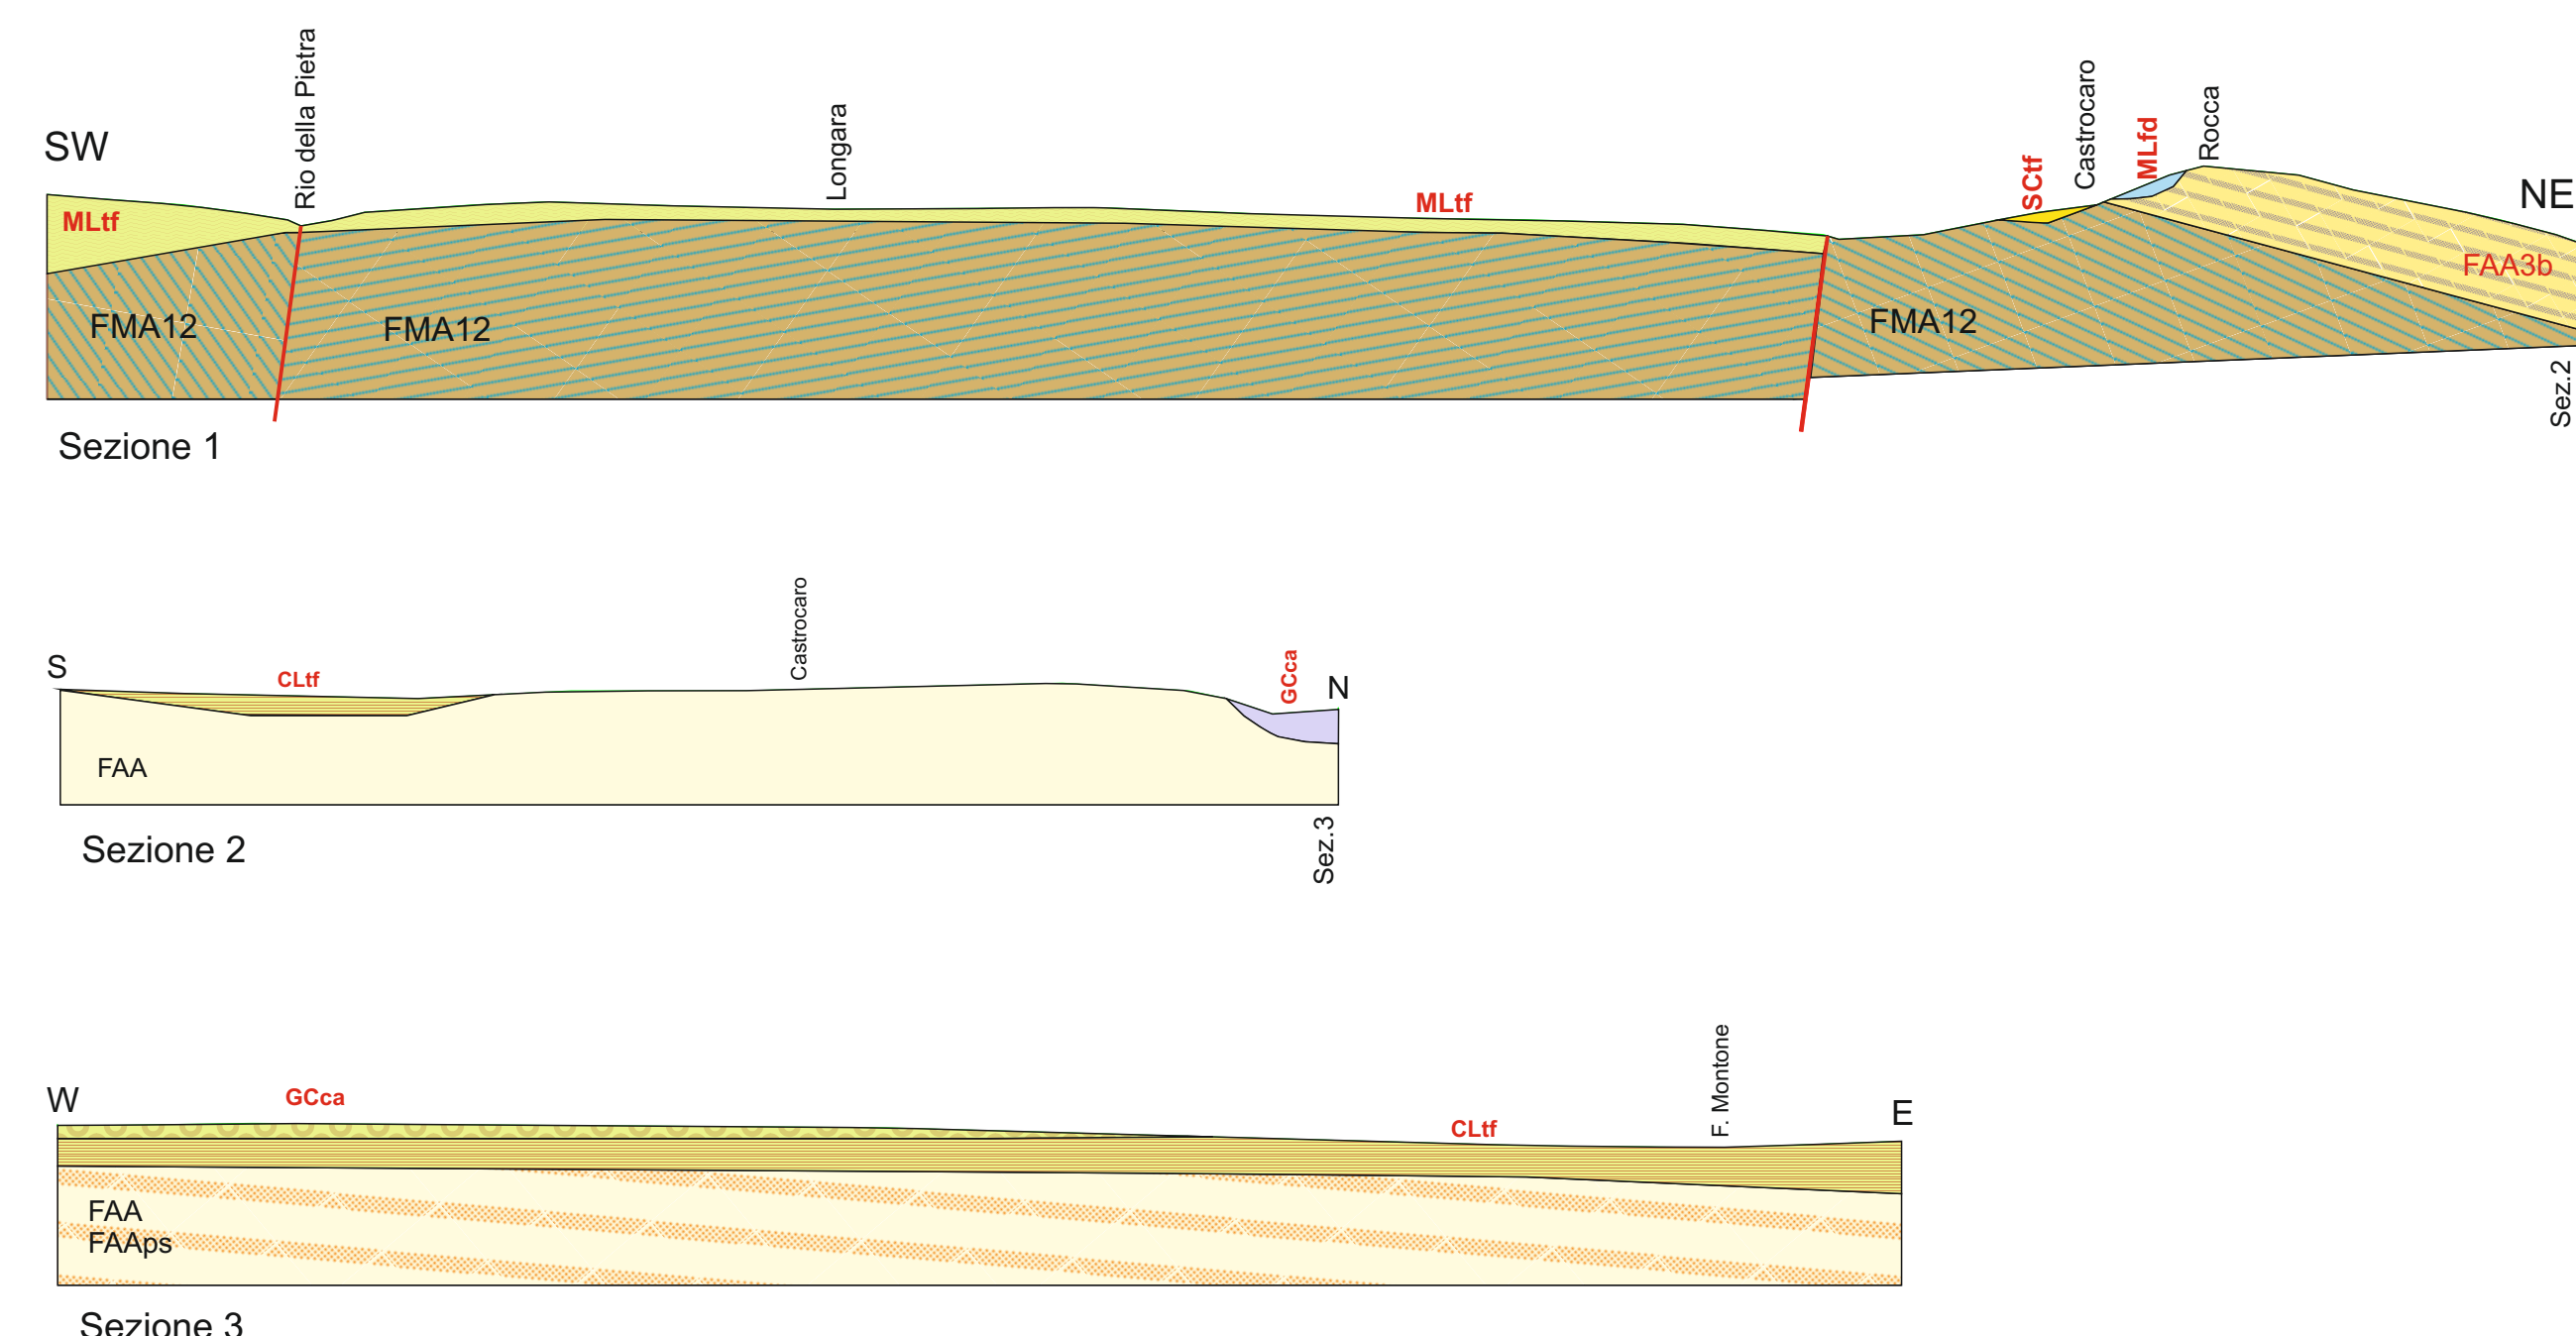 Rio della Pietra
Longara
Castrocaro
Rocca
SW
MLtf
MLtf
SCtf
MLfd
NE
FAA3b
FMA12
FMA12
FMA12
Sez.2
Sezione 1
Castrocaro
S
CLtf
GCca
N
FAA
Sezione 2
Sez.3
F. Montone
W
GCca
CLtf
E
FAA
FAAps
Sezione 3